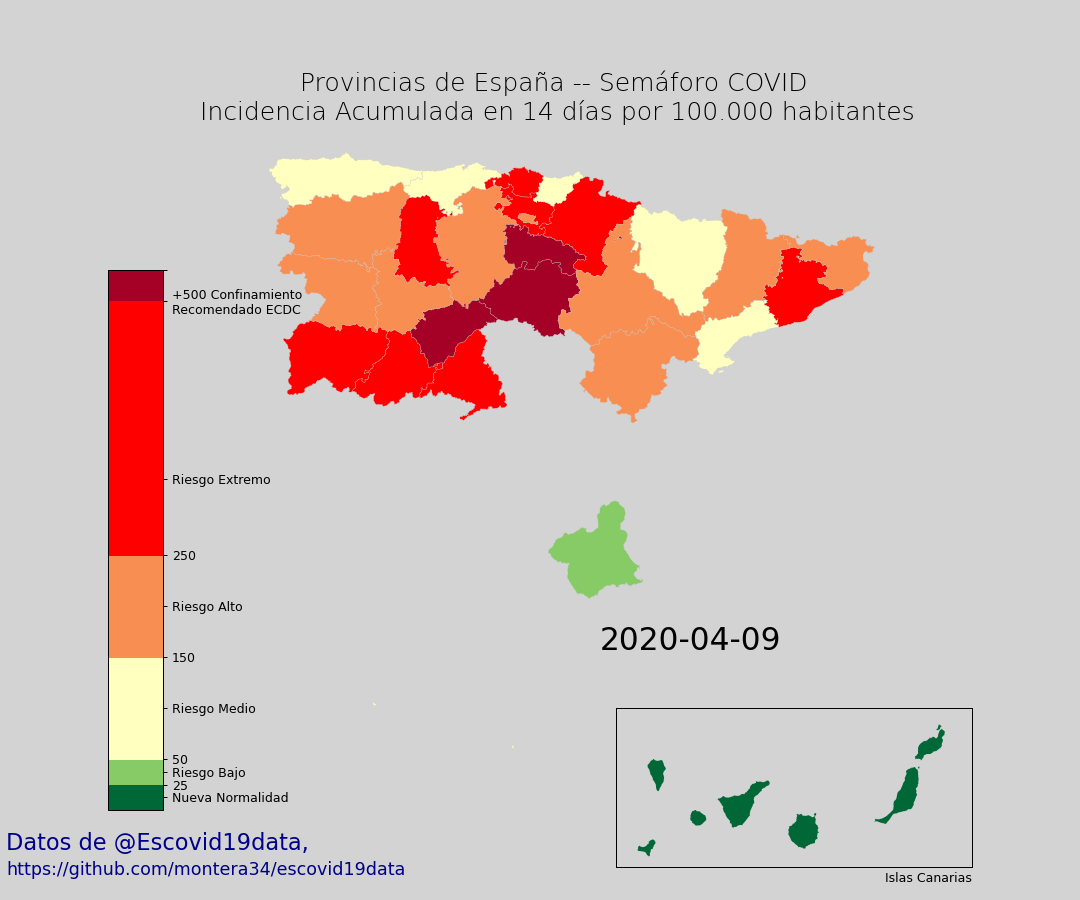 Provincias de España -- Semáforo COVID
Incidencia Acumulada en 14 días por 100.000 habitantes
+500 Confinamiento
Recomendado ECDC
Riesgo Extremo
250
Riesgo Alto
150
Riesgo Medio
50
Riesgo Bajo
25
Nueva Normalidad
2020-04-09
Islas Canarias
Datos de @Escovid19data,
https://github.com/montera34/escovid19data